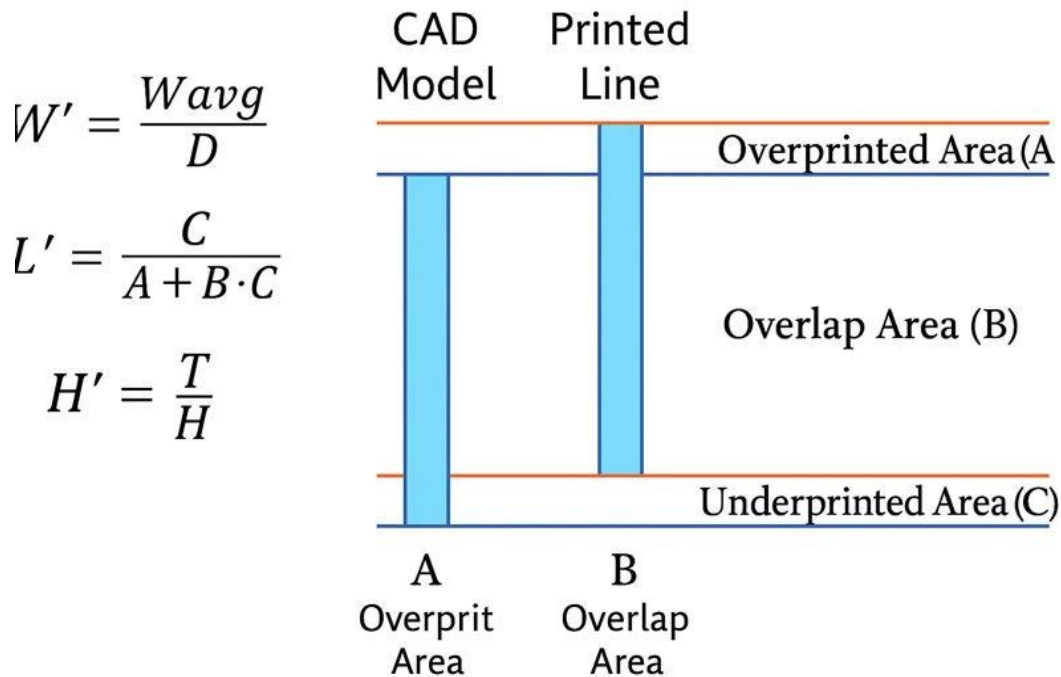 W′ = Wavg / D
L′ = C / A + B · C
H′ = T / H
CAD Model
Printed Line
Overprinted Area (A
Overlap Area (B)
Underprinted Area (C)
A
Overprit
Area
B
Overlap
Area